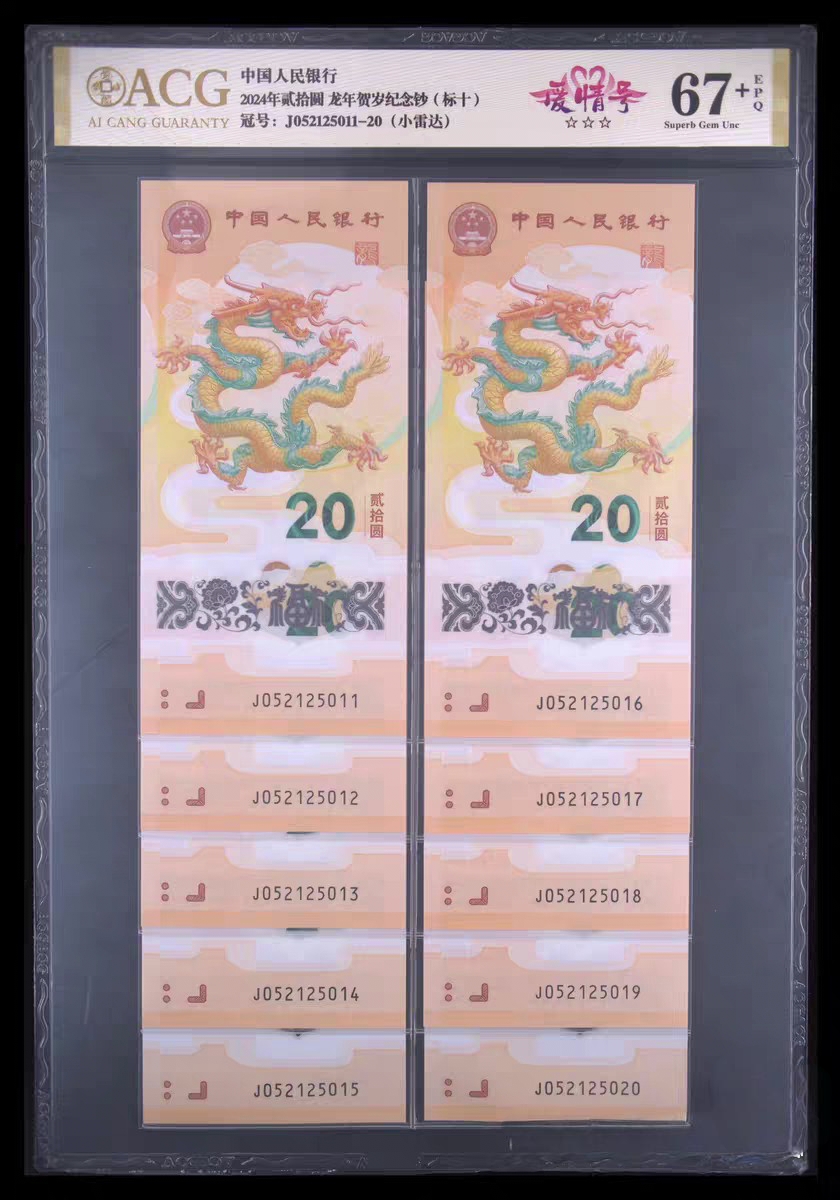 ACG
AI CANG GUARANTY
中国人民银行
2024年贰拾圆 龙年贺岁纪念钞（标十）
冠号：J052125011-20（小雷达）
爱情号
☆☆☆
67+
EPQ
Superb Gem Unc
中国人民银行
20
贰拾圆
福
J052125011
J052125012
J052125013
J052125014
J052125015
中国人民银行
20
贰拾圆
福
J052125016
J052125017
J052125018
J052125019
J052125020